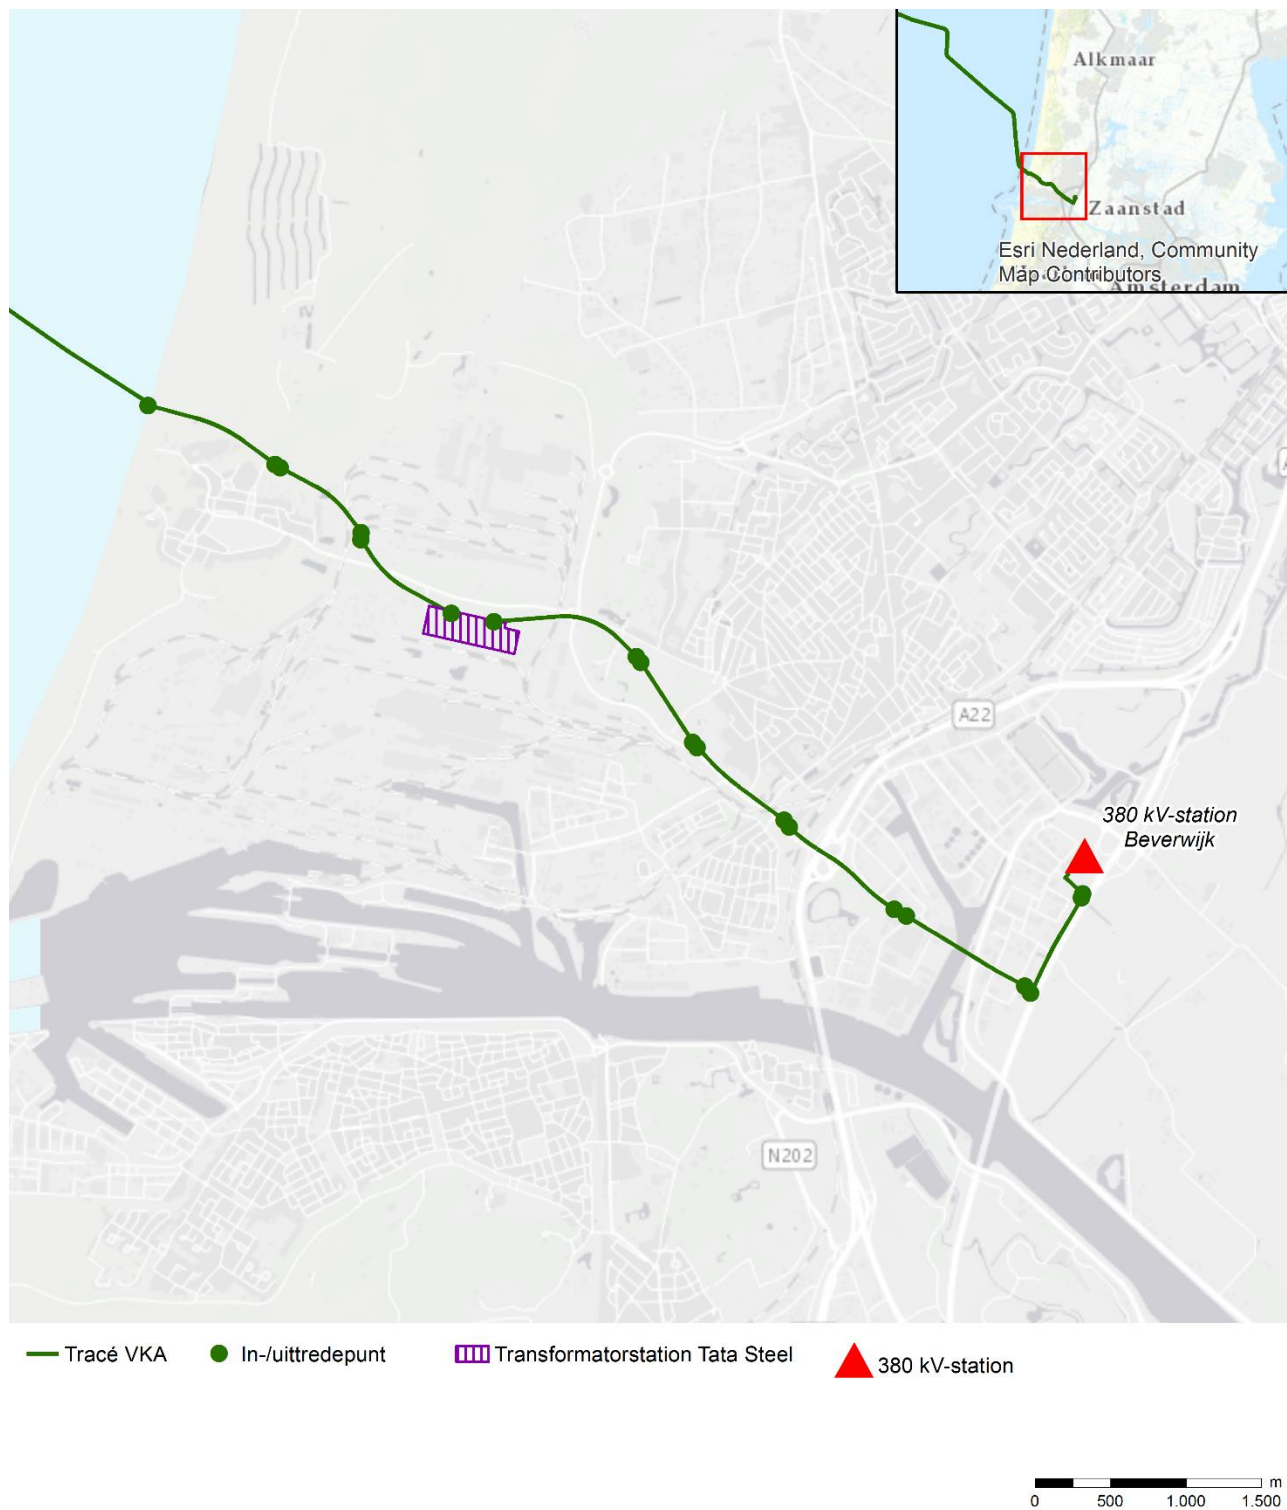 Alkmaar
Zaanstad
Esri Nederland, Community
Map Contributors
Amsterdam
A22
380 kV-station
Beverwijk
N202
Tracé VKA
In-/uittredepunt
Transformatorstation Tata Steel
380 kV-station
m
0 500 1.000 1.500